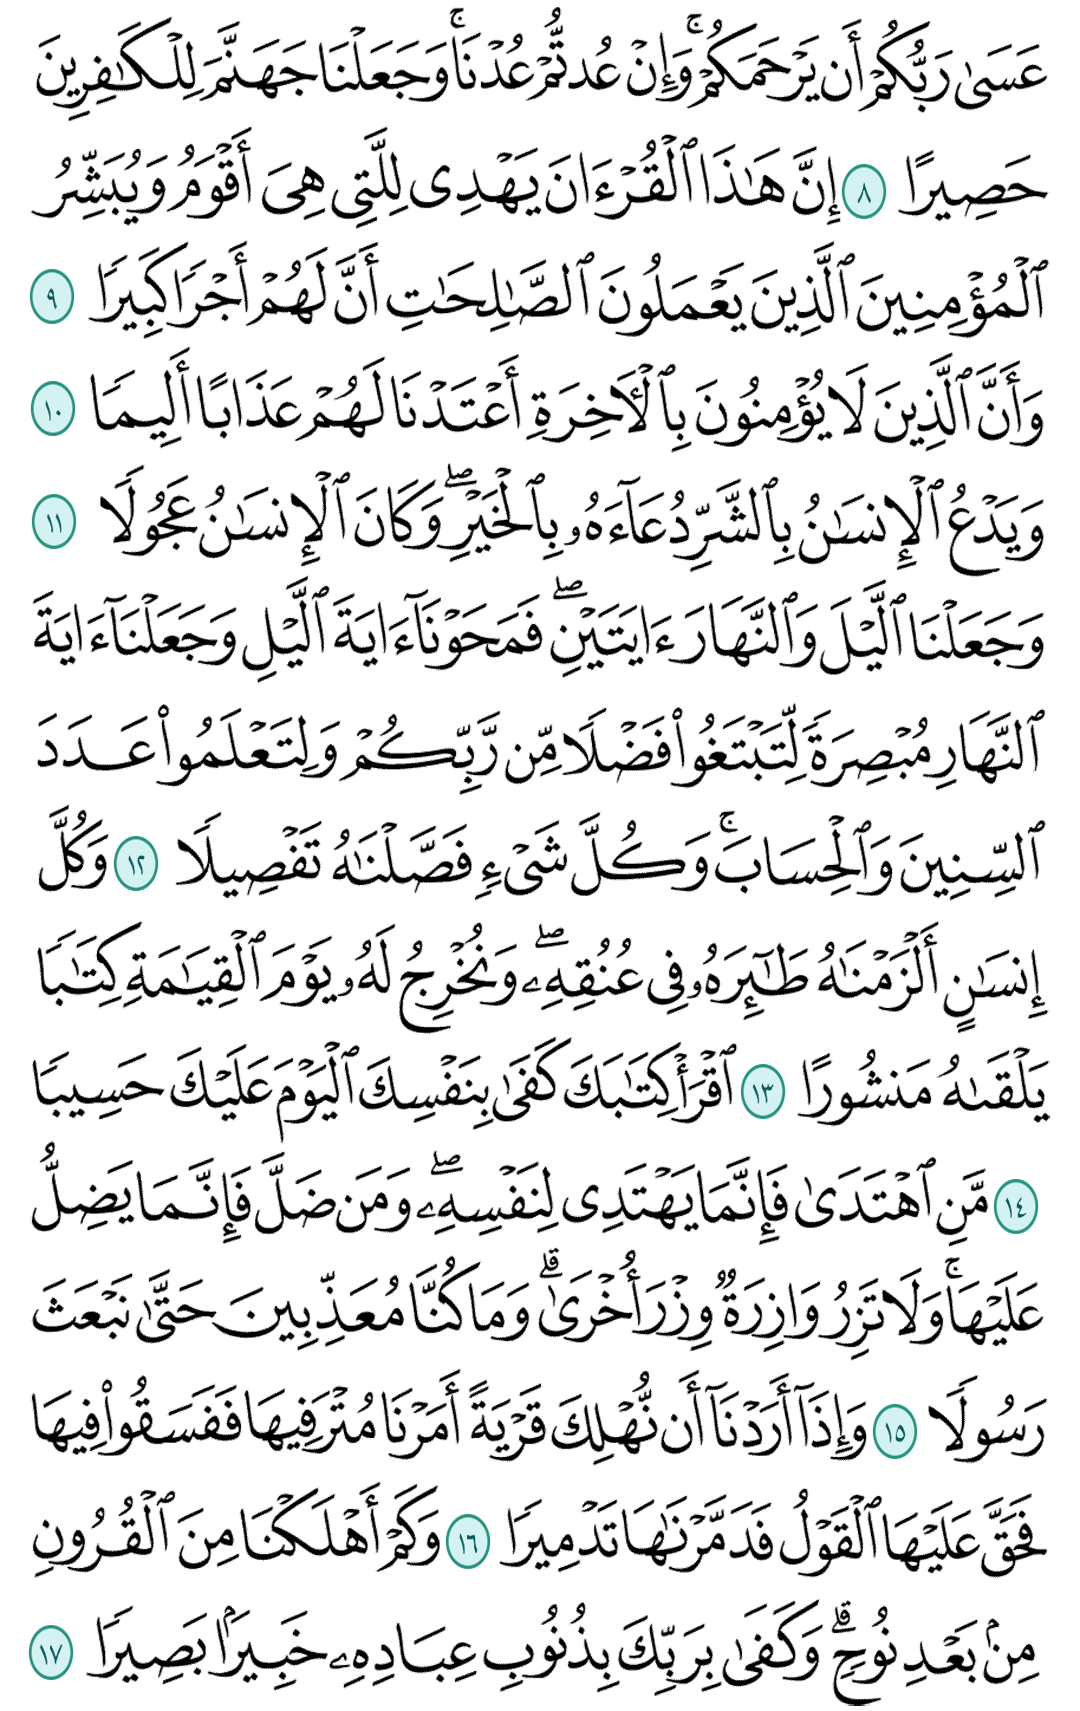 عَسَىٰ رَبُّكُمْ أَن يَرْحَمَكُمْ ۚ وَإِنْ عُدتُّمْ عُدْنَا ۚ وَجَعَلْنَا جَهَنَّمَ لِلْكَٰفِرِينَ
حَصِيرًا ٨ إِنَّ هَٰذَا ٱلْقُرْءَانَ يَهْدِى لِلَّتِى هِىَ أَقْوَمُ وَيُبَشِّرُ
ٱلْمُؤْمِنِينَ ٱلَّذِينَ يَعْمَلُونَ ٱلصَّٰلِحَٰتِ أَنَّ لَهُمْ أَجْرًا كَبِيرًا ٩
وَأَنَّ ٱلَّذِينَ لَا يُؤْمِنُونَ بِٱلْءَاخِرَةِ أَعْتَدْنَا لَهُمْ عَذَابًا أَلِيمًا ١٠
وَيَدْعُ ٱلْإِنسَٰنُ بِٱلشَّرِّ دُعَآءَهُۥ بِٱلْخَيْرِ ۖ وَكَانَ ٱلْإِنسَٰنُ عَجُولًا ١١
وَجَعَلْنَا ٱلَّيْلَ وَٱلنَّهَارَ ءَايَتَيْنِ ۖ فَمَحَوْنَآ ءَايَةَ ٱلَّيْلِ وَجَعَلْنَآ ءَايَةَ
ٱلنَّهَارِ مُبْصِرَةً لِّتَبْتَغُوا۟ فَضْلًا مِّن رَّبِّكُمْ وَلِتَعْلَمُوا۟ عَدَدَ
ٱلسِّنِينَ وَٱلْحِسَابَ ۚ وَكُلَّ شَىْءٍ فَصَّلْنَٰهُ تَفْصِيلًا ١٢ وَكُلَّ
إِنسَٰنٍ أَلْزَمْنَٰهُ طَٰٓئِرَهُۥ فِى عُنُقِهِۦ ۖ وَنُخْرِجُ لَهُۥ يَوْمَ ٱلْقِيَٰمَةِ كِتَٰبًا
يَلْقَىٰهُ مَنشُورًا ١٣ ٱقْرَأْ كِتَٰبَكَ كَفَىٰ بِنَفْسِكَ ٱلْيَوْمَ عَلَيْكَ حَسِيبًا
١٤ مَّنِ ٱهْتَدَىٰ فَإِنَّمَا يَهْتَدِى لِنَفْسِهِۦ ۖ وَمَن ضَلَّ فَإِنَّمَا يَضِلُّ
عَلَيْهَا ۚ وَلَا تَزِرُ وَازِرَةٌ وِزْرَ أُخْرَىٰ ۗ وَمَا كُنَّا مُعَذِّبِينَ حَتَّىٰ نَبْعَثَ
رَسُولًا ١٥ وَإِذَآ أَرَدْنَآ أَن نُّهْلِكَ قَرْيَةً أَمَرْنَا مُتْرَفِيهَا فَفَسَقُوا۟ فِيهَا
فَحَقَّ عَلَيْهَا ٱلْقَوْلُ فَدَمَّرْنَٰهَا تَدْمِيرًا ١٦ وَكَمْ أَهْلَكْنَا مِنَ ٱلْقُرُونِ
مِنۢ بَعْدِ نُوحٍ ۗ وَكَفَىٰ بِرَبِّكَ بِذُنُوبِ عِبَادِهِۦ خَبِيرًۢا بَصِيرًا ١٧